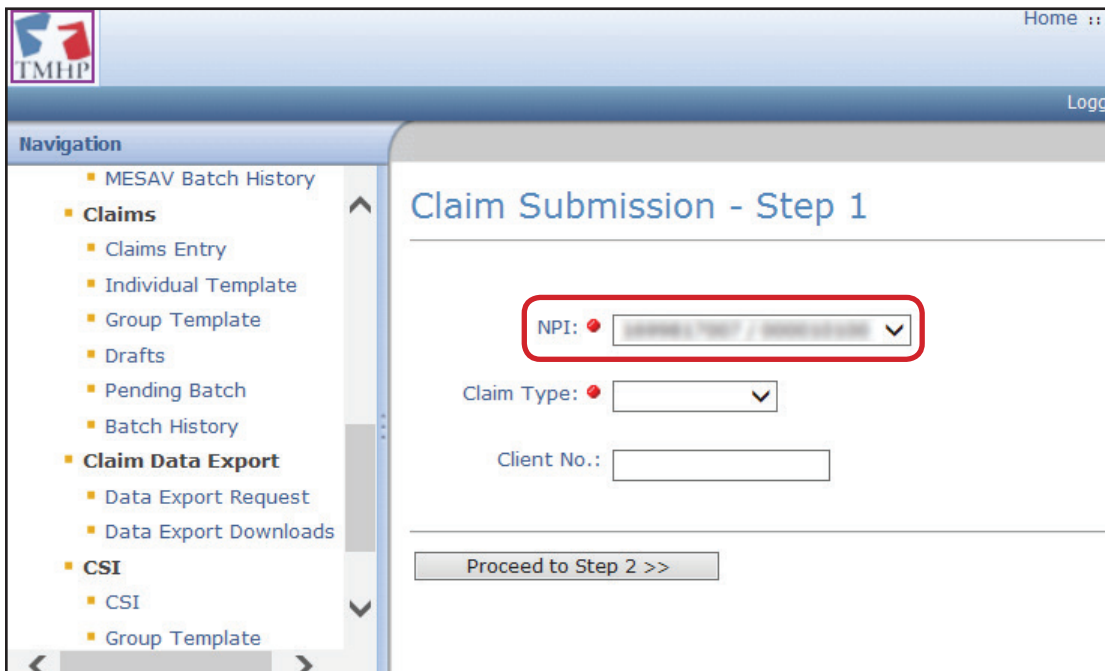 Home ::
TMHP
Logg
Navigation
MESAV Batch History
Claims
Claims Entry
Individual Template
Group Template
Drafts
Pending Batch
Batch History
Claim Data Export
Data Export Request
Data Export Downloads
CSI
CSI
Group Template
Claim Submission - Step 1
NPI:
Claim Type:
Client No.:
Proceed to Step 2 >>